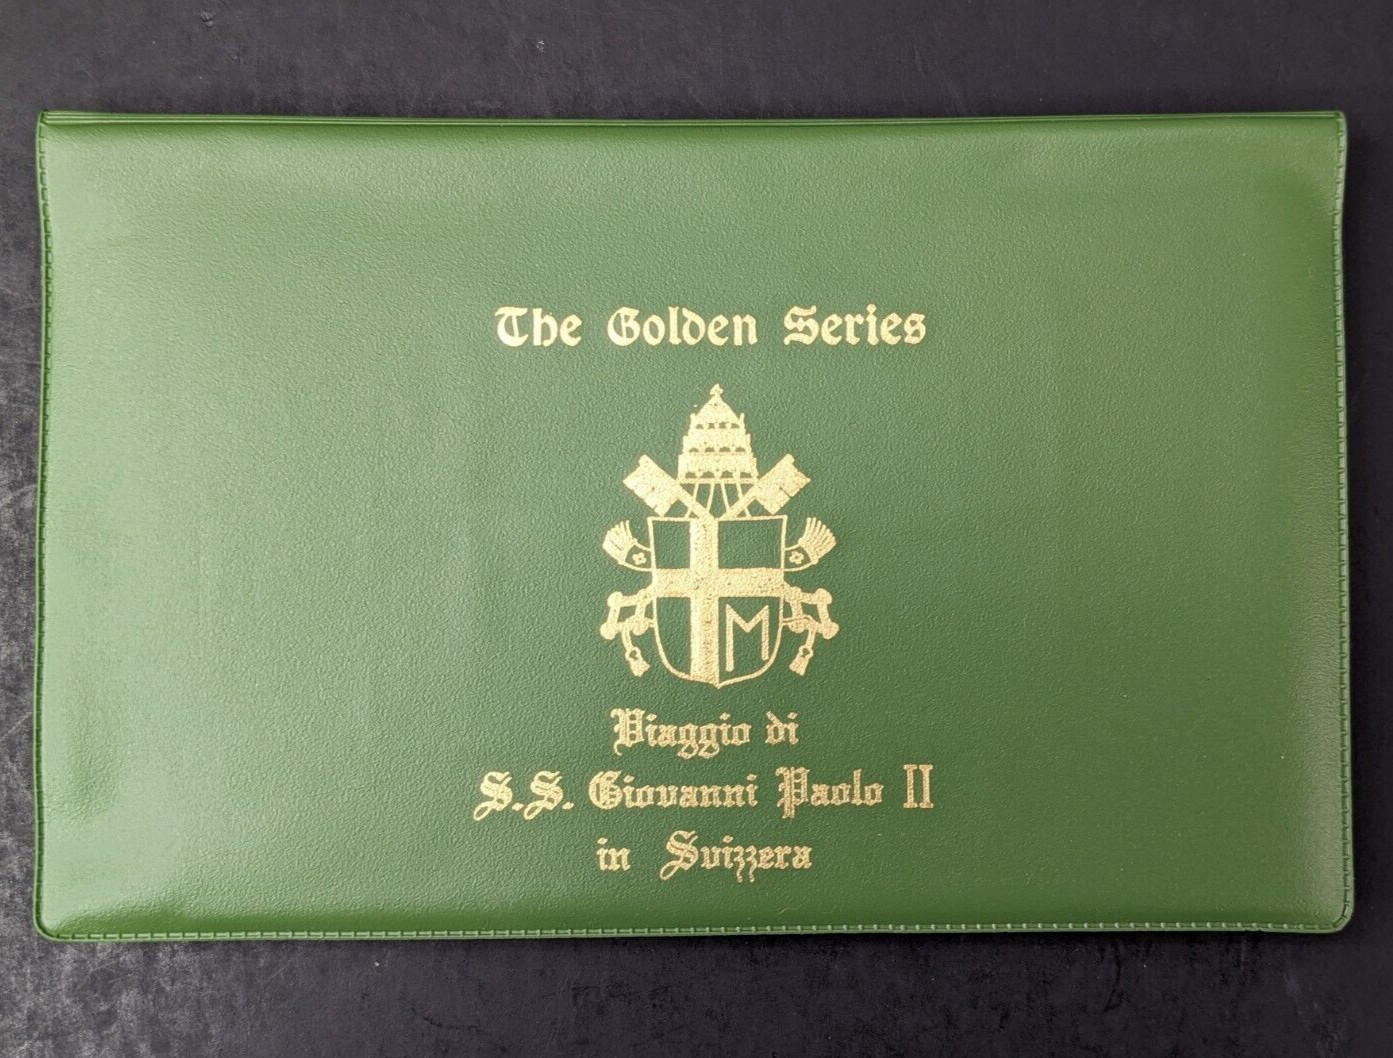 The Golden Series
M
Viaggio di
S.S. Giovanni Paolo II
in Svizzera